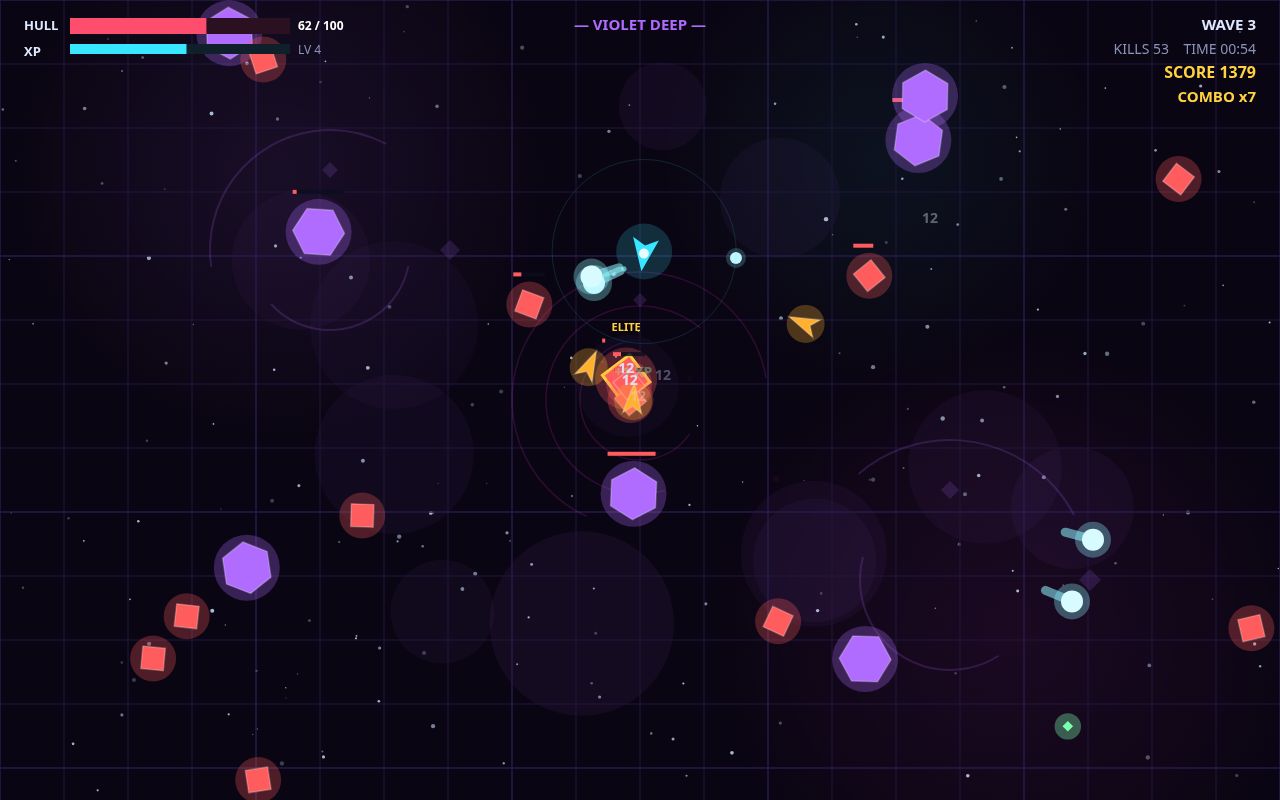 HULL 62 / 100
XP LV 4
— VIOLET DEEP —
WAVE 3
KILLS 53 TIME 00:54
SCORE 1379
COMBO x7
12
ELITE
12
12
12